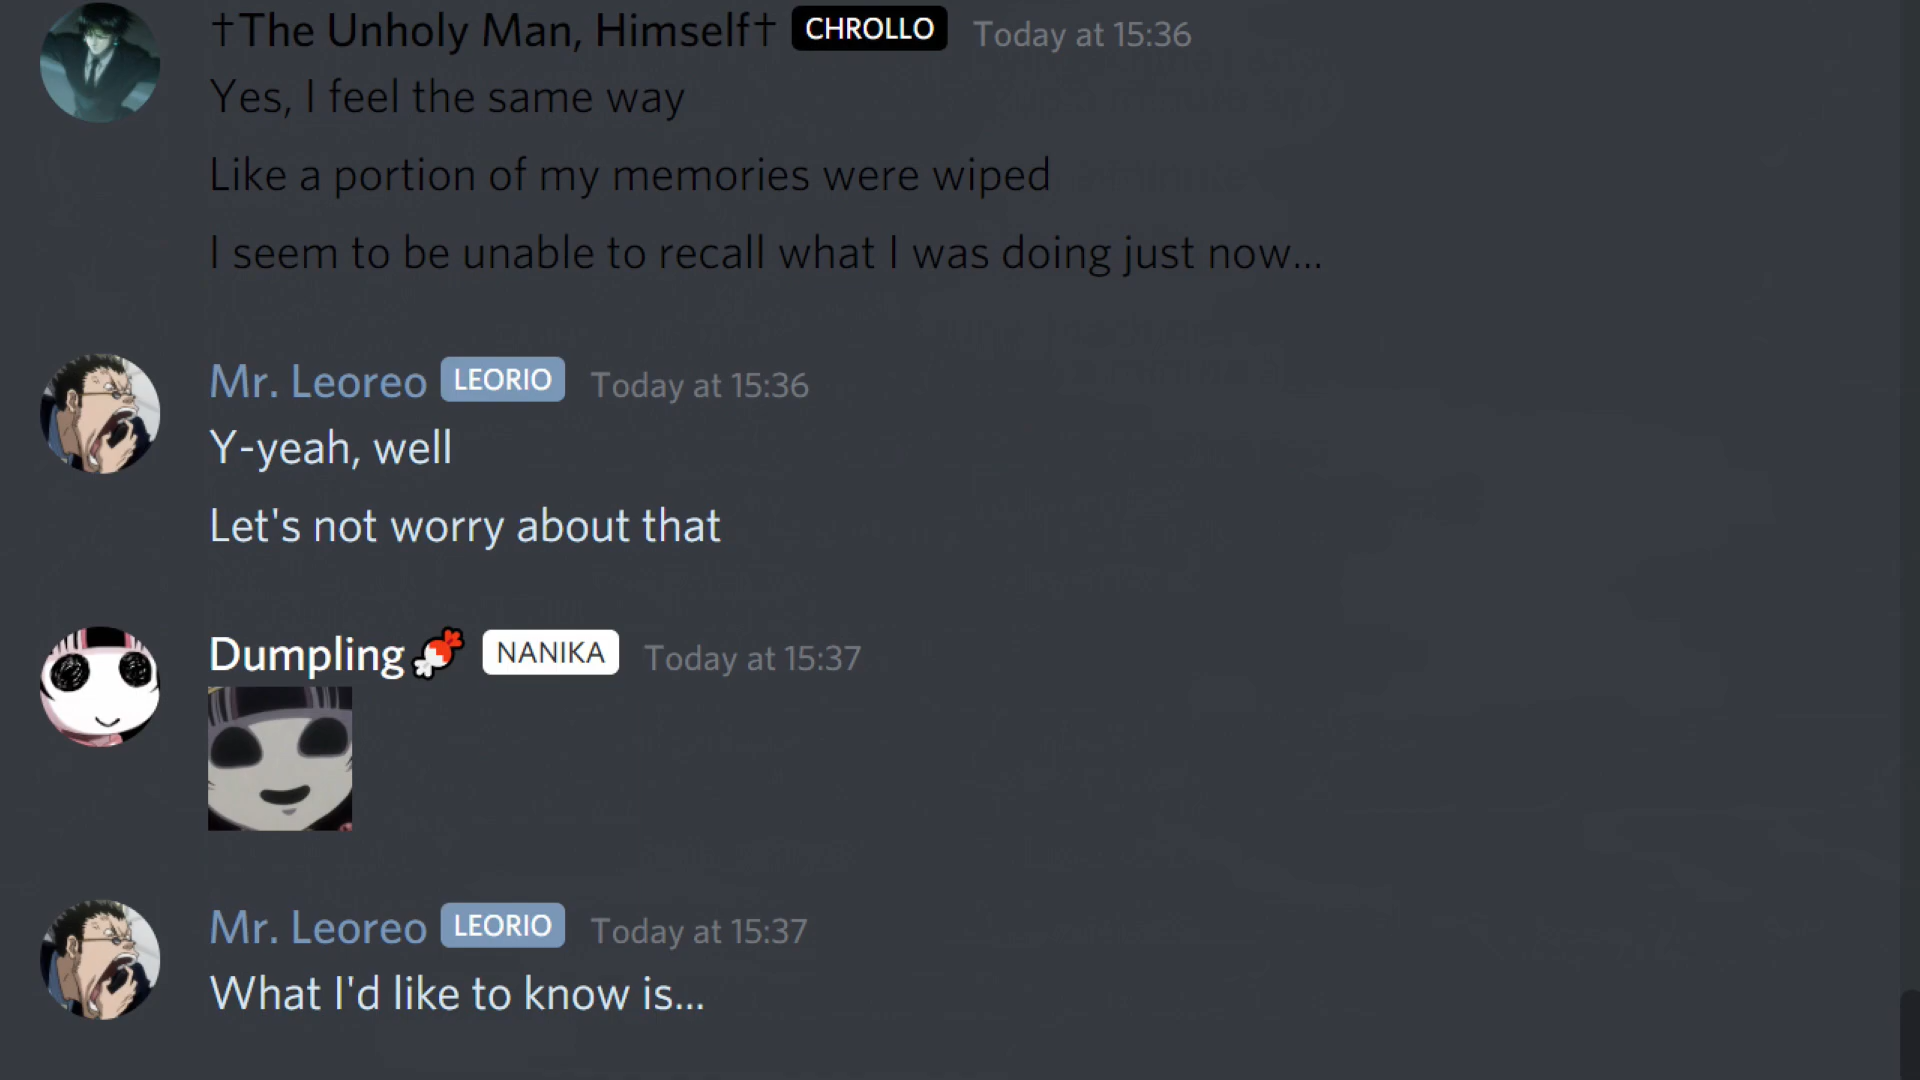 †The Unholy Man, Himself† CHROLLO Today at 15:36
Yes, I feel the same way
Like a portion of my memories were wiped
I seem to be unable to recall what I was doing just now...
Mr. Leoreo LEORIO Today at 15:36
Y-yeah, well
Let's not worry about that
Dumpling NANIKA Today at 15:37
Mr. Leoreo LEORIO Today at 15:37
What I'd like to know is...